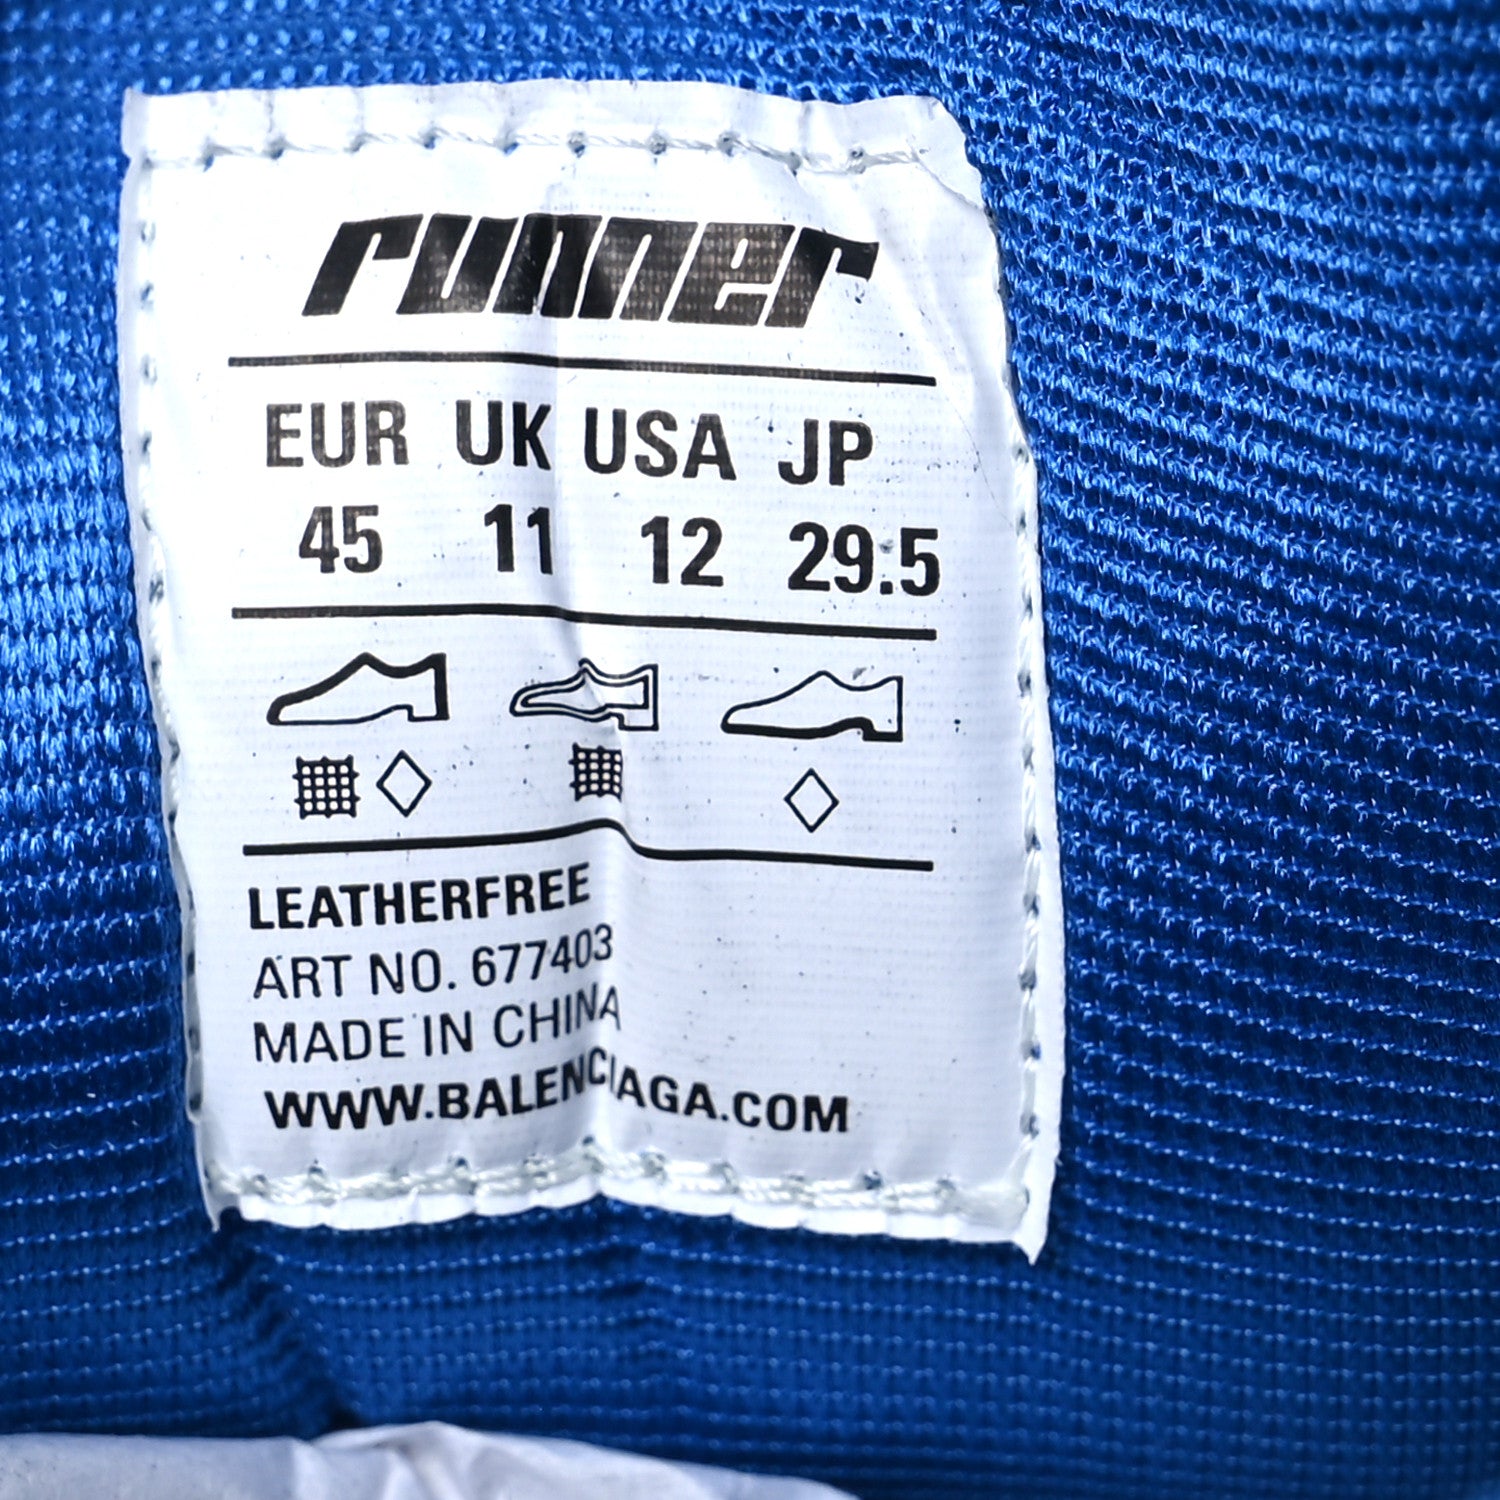 runner
EUR UK USA JP
45 11 12 29.5
LEATHERFREE
ART NO. 677403
MADE IN CHINA
WWW.BALENCIAGA.COM